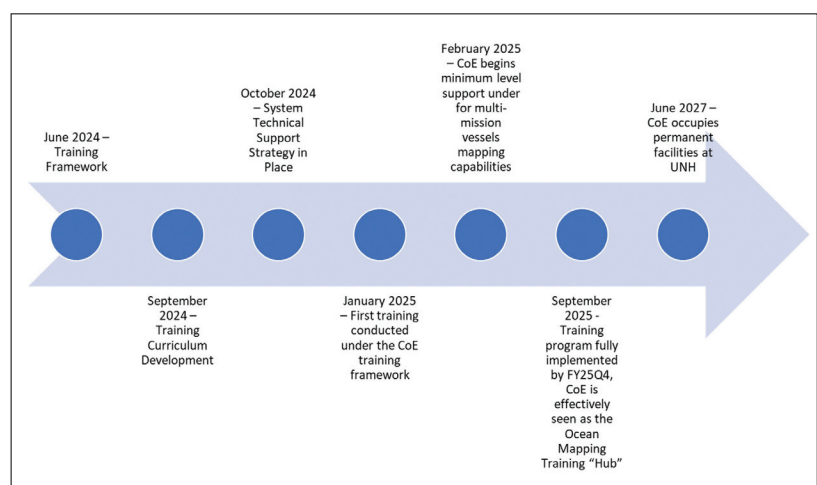 June 2024 –
Training
Framework
September
2024 –
Training
Curriculum
Development
October 2024
– System
Technical
Support
Strategy in
Place
January 2025
– First training
conducted
under the CoE
training
framework
February 2025
– CoE begins
minimum level
support under
for multi-
mission
vessels
mapping
capabilities
September
2025 -
Training
program fully
implemented
by FY25Q4,
CoE is
effectively
seen as the
Ocean
Mapping
Training “Hub”
June 2027 –
CoE occupies
permanent
facilities at
UNH